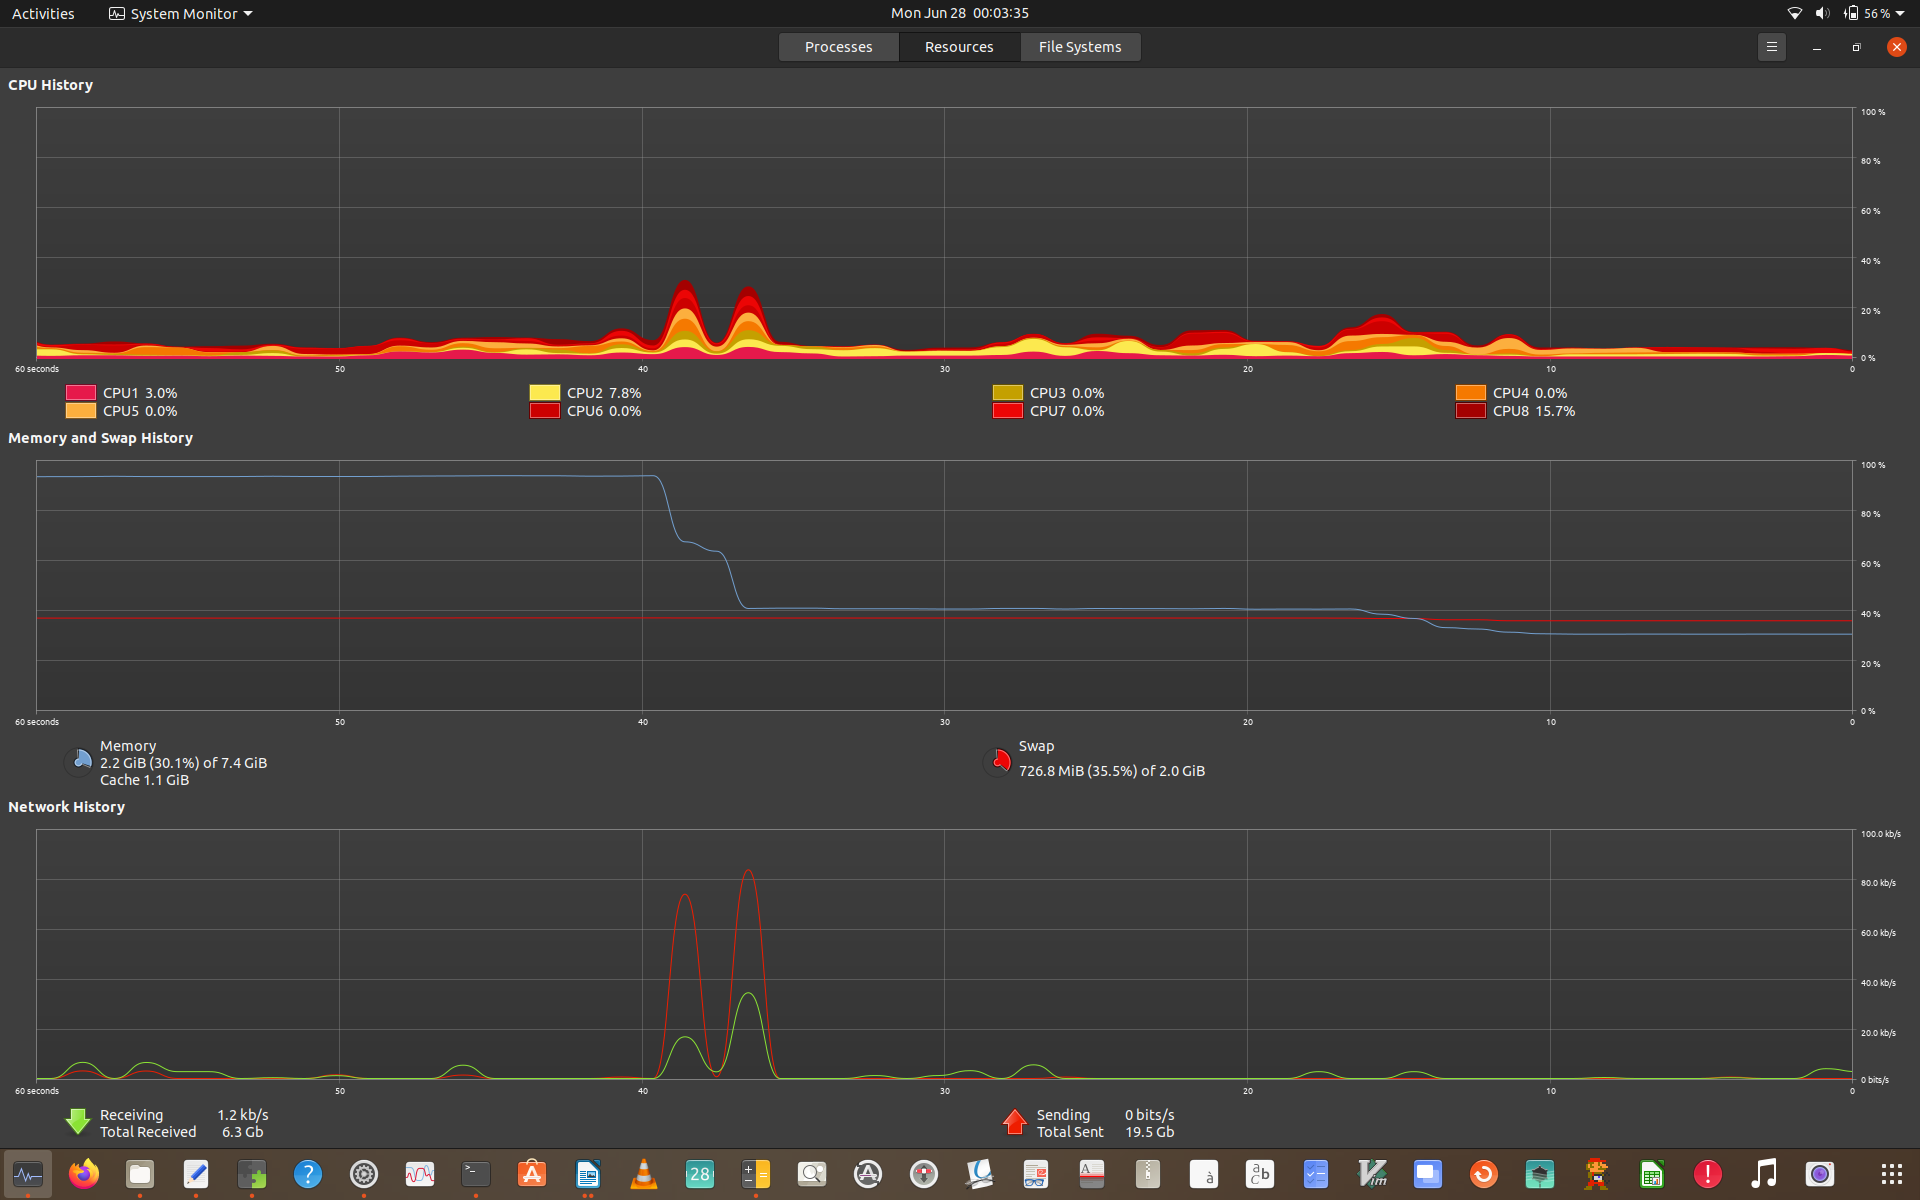 Activities System Monitor Mon Jun 28 00:03:35 56 %
Processes Resources File Systems
CPU History
100 %
80 %
60 %
40 %
20 %
0 %
60 seconds 50 40 30 20 10 0
CPU1 3.0% CPU2 7.8% CPU3 0.0% CPU4 0.0%
CPU5 0.0% CPU6 0.0% CPU7 0.0% CPU8 15.7%
Memory and Swap History
100 %
80 %
60 %
40 %
20 %
0 %
60 seconds 50 40 30 20 10 0
Memory
2.2 GiB (30.1%) of 7.4 GiB
Cache 1.1 GiB
Swap
726.8 MiB (35.5%) of 2.0 GiB
Network History
100.0 kb/s
80.0 kb/s
60.0 kb/s
40.0 kb/s
20.0 kb/s
0 bits/s
60 seconds 50 40 30 20 10 0
Receiving 1.2 kb/s
Total Received 6.3 Gb
Sending 0 bits/s
Total Sent 19.5 Gb
? >_ A 28 A A à a b c Vim !